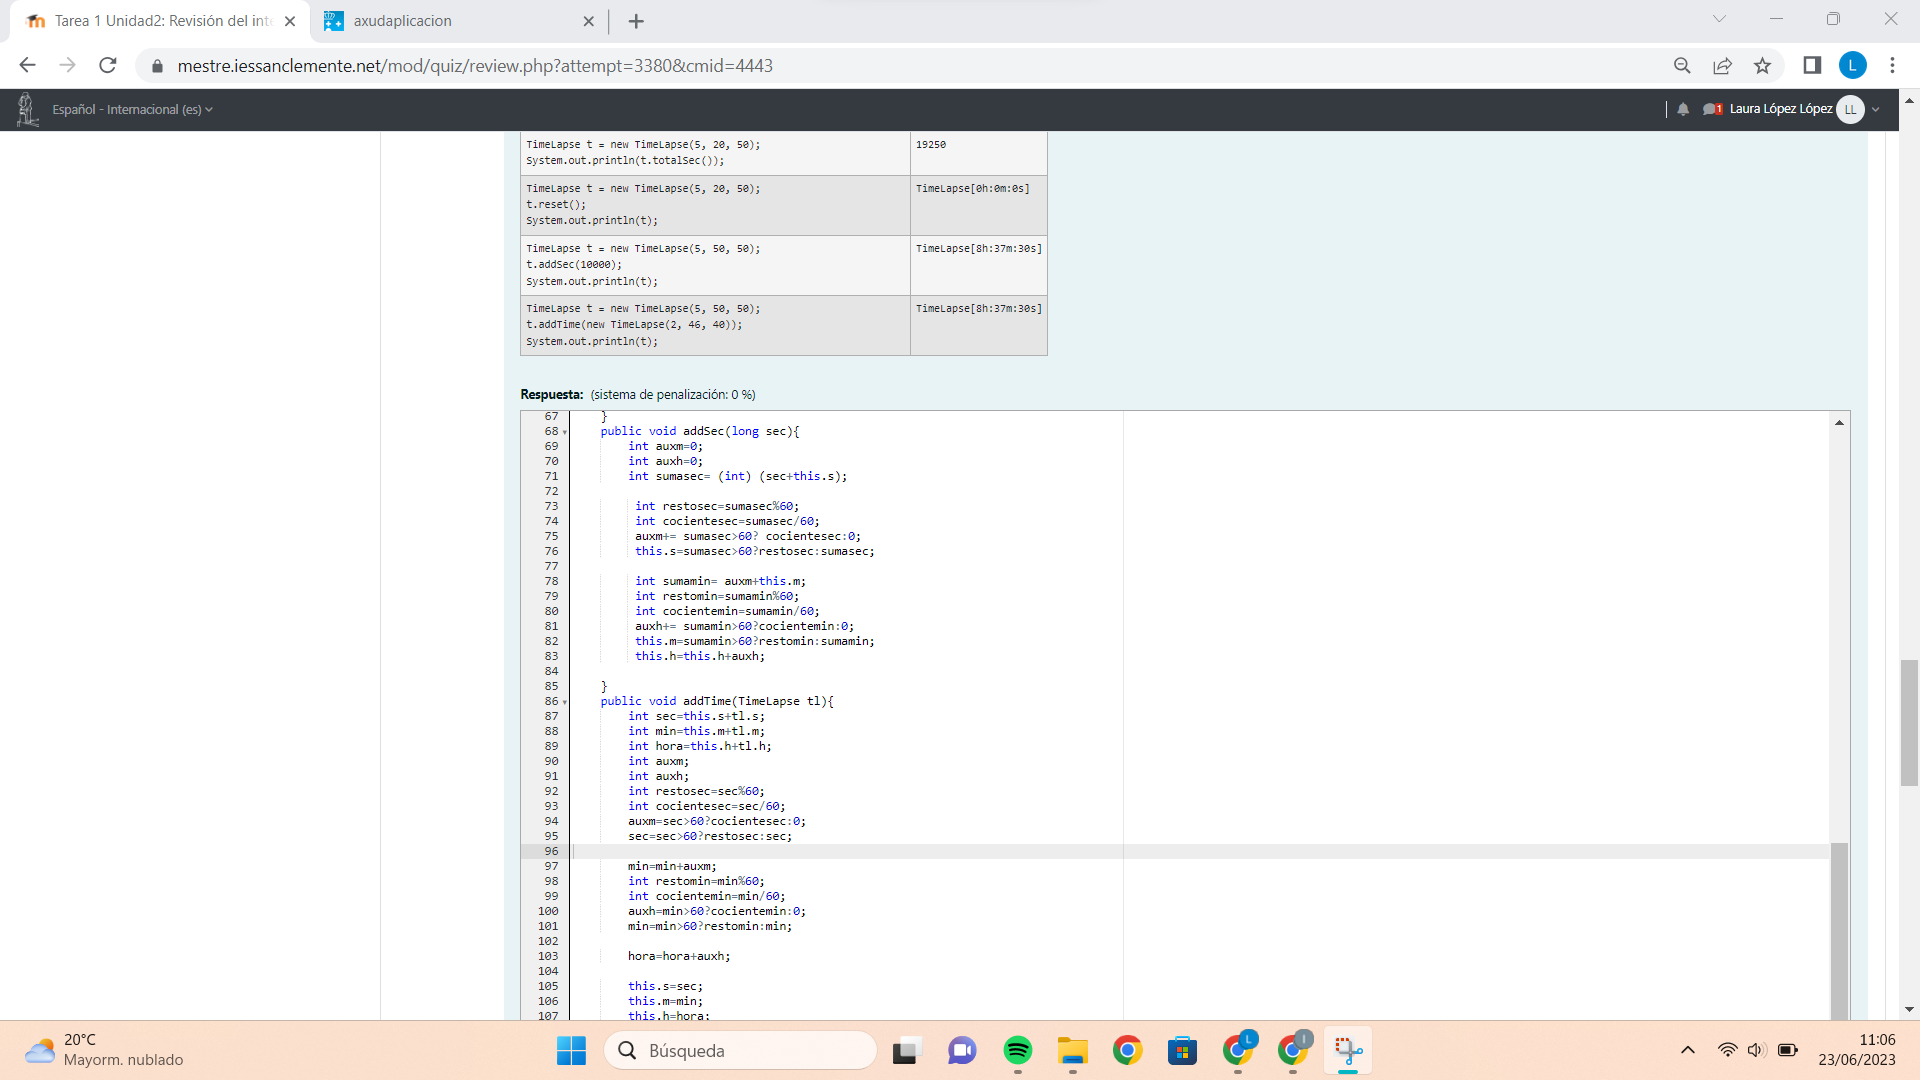 Tarea 1 Unidad2: Revisión del inte
axudaplicacion
mestre.iessanclemente.net/mod/quiz/review.php?attempt=3380&cmid=4443
L
Español - Internacional (es)
1
Laura López López
LL
TimeLapse t = new TimeLapse(5, 20, 50);
System.out.println(t.totalSec());
19250
TimeLapse t = new TimeLapse(5, 20, 50);
t.reset();
System.out.println(t);
TimeLapse[0h:0m:0s]
TimeLapse t = new TimeLapse(5, 50, 50);
t.addSec(10000);
System.out.println(t);
TimeLapse[8h:37m:30s]
TimeLapse t = new TimeLapse(5, 50, 50);
t.addTime(new TimeLapse(2, 46, 40));
System.out.println(t);
TimeLapse[8h:37m:30s]
Respuesta: (sistema de penalización: 0 %)
67 }
68 public void addSec(long sec){
69 int auxm=0;
70 int auxh=0;
71 int sumasec= (int) (sec+this.s);
72
73 int restosec=sumasec%60;
74 int cocientesec=sumasec/60;
75 auxm+= sumasec>60? cocientesec:0;
76 this.s=sumasec>60?restosec:sumasec;
77
78 int sumamin= auxm+this.m;
79 int restomin=sumamin%60;
80 int cocientemin=sumamin/60;
81 auxh+= sumamin>60?cocientemin:0;
82 this.m=sumamin>60?restomin:sumamin;
83 this.h=this.h+auxh;
84
85 }
86 public void addTime(TimeLapse tl){
87 int sec=this.s+tl.s;
88 int min=this.m+tl.m;
89 int hora=this.h+tl.h;
90 int auxm;
91 int auxh;
92 int restosec=sec%60;
93 int cocientesec=sec/60;
94 auxm=sec>60?cocientesec:0;
95 sec=sec>60?restosec:sec;
96
97 min=min+auxm;
98 int restomin=min%60;
99 int cocientemin=min/60;
100 auxh=min>60?cocientemin:0;
101 min=min>60?restomin:min;
102
103 hora=hora+auxh;
104
105 this.s=sec;
106 this.m=min;
107 this.h=hora;
20°C
Mayorm. nublado
Búsqueda
L
I
11:06
23/06/2023